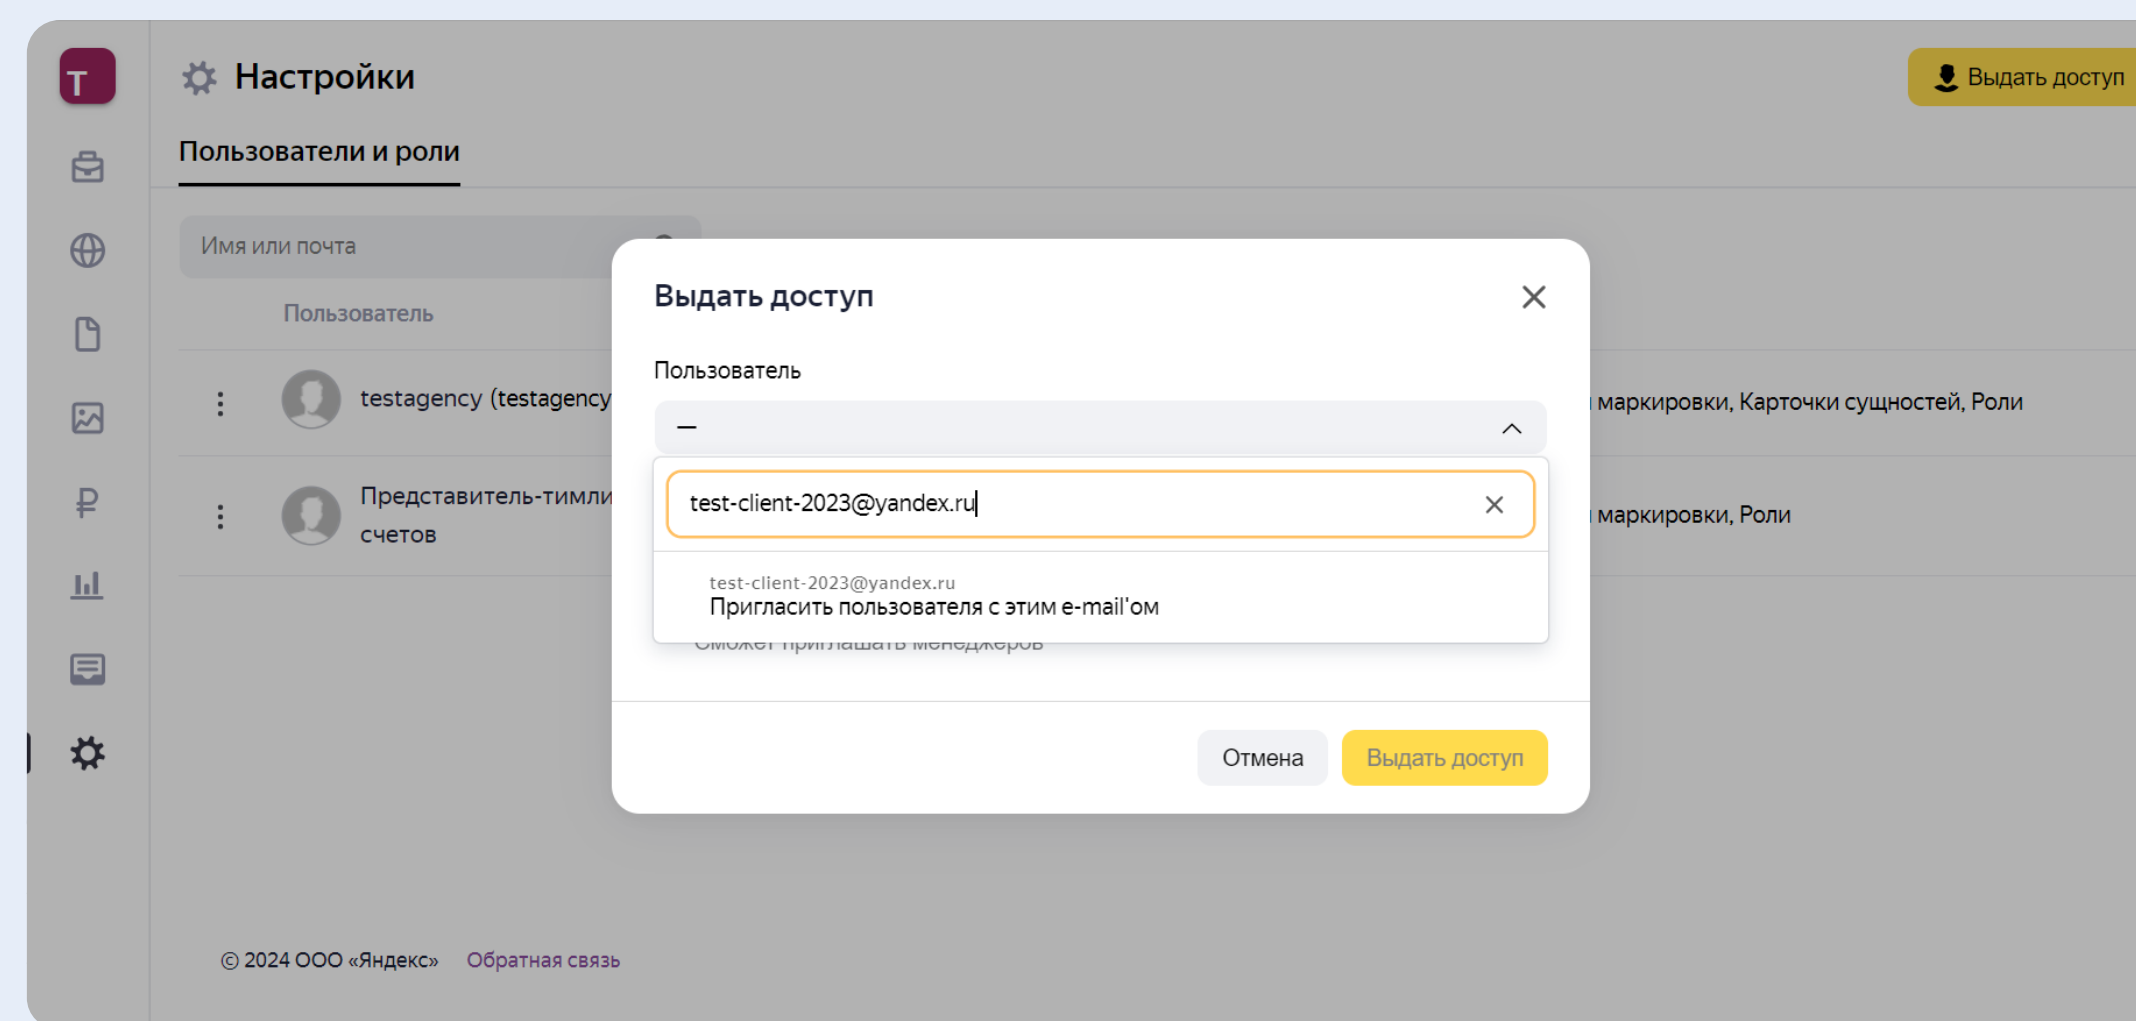 T
Настройки
Выдать доступ
Пользователи и роли
Имя или почта
Пользователь
testagency (testagency
маркировки, Карточки сущностей, Роли
Представитель-тимли
счетов
маркировки, Роли
Выдать доступ
Пользователь
—
test-client-2023@yandex.ru
test-client-2023@yandex.ru
Пригласить пользователя с этим e-mail'ом
Сможет приглашать менеджеров
Отмена
Выдать доступ
© 2024 ООО «Яндекс» Обратная связь